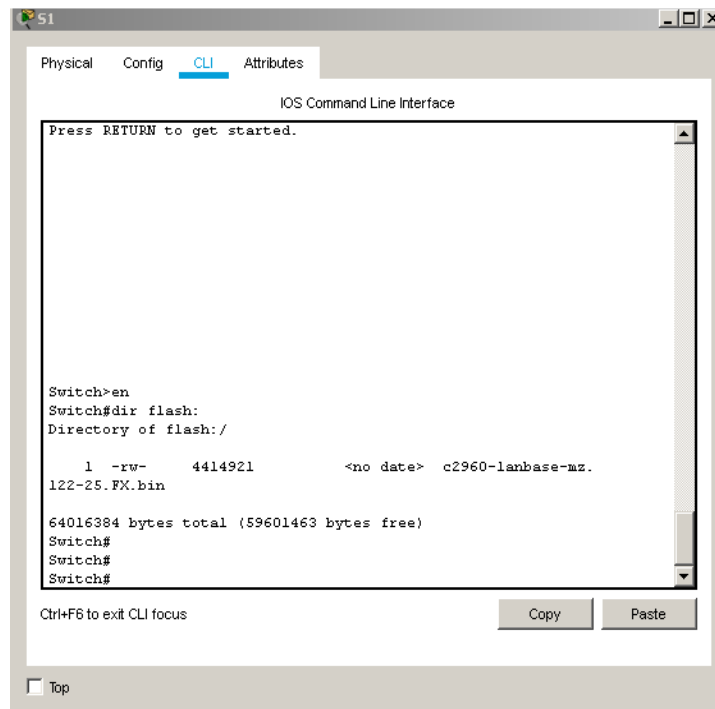 S1
Physical Config CLI Attributes
IOS Command Line Interface
Press RETURN to get started.
Switch>en
Switch#dir flash:
Directory of flash:/
1 -rw- 4414921 <no date> c2960-lanbase-mz.
122-25.FX.bin
64016384 bytes total (59601463 bytes free)
Switch#
Switch#
Switch#
Ctrl+F6 to exit CLI focus Copy Paste
Top